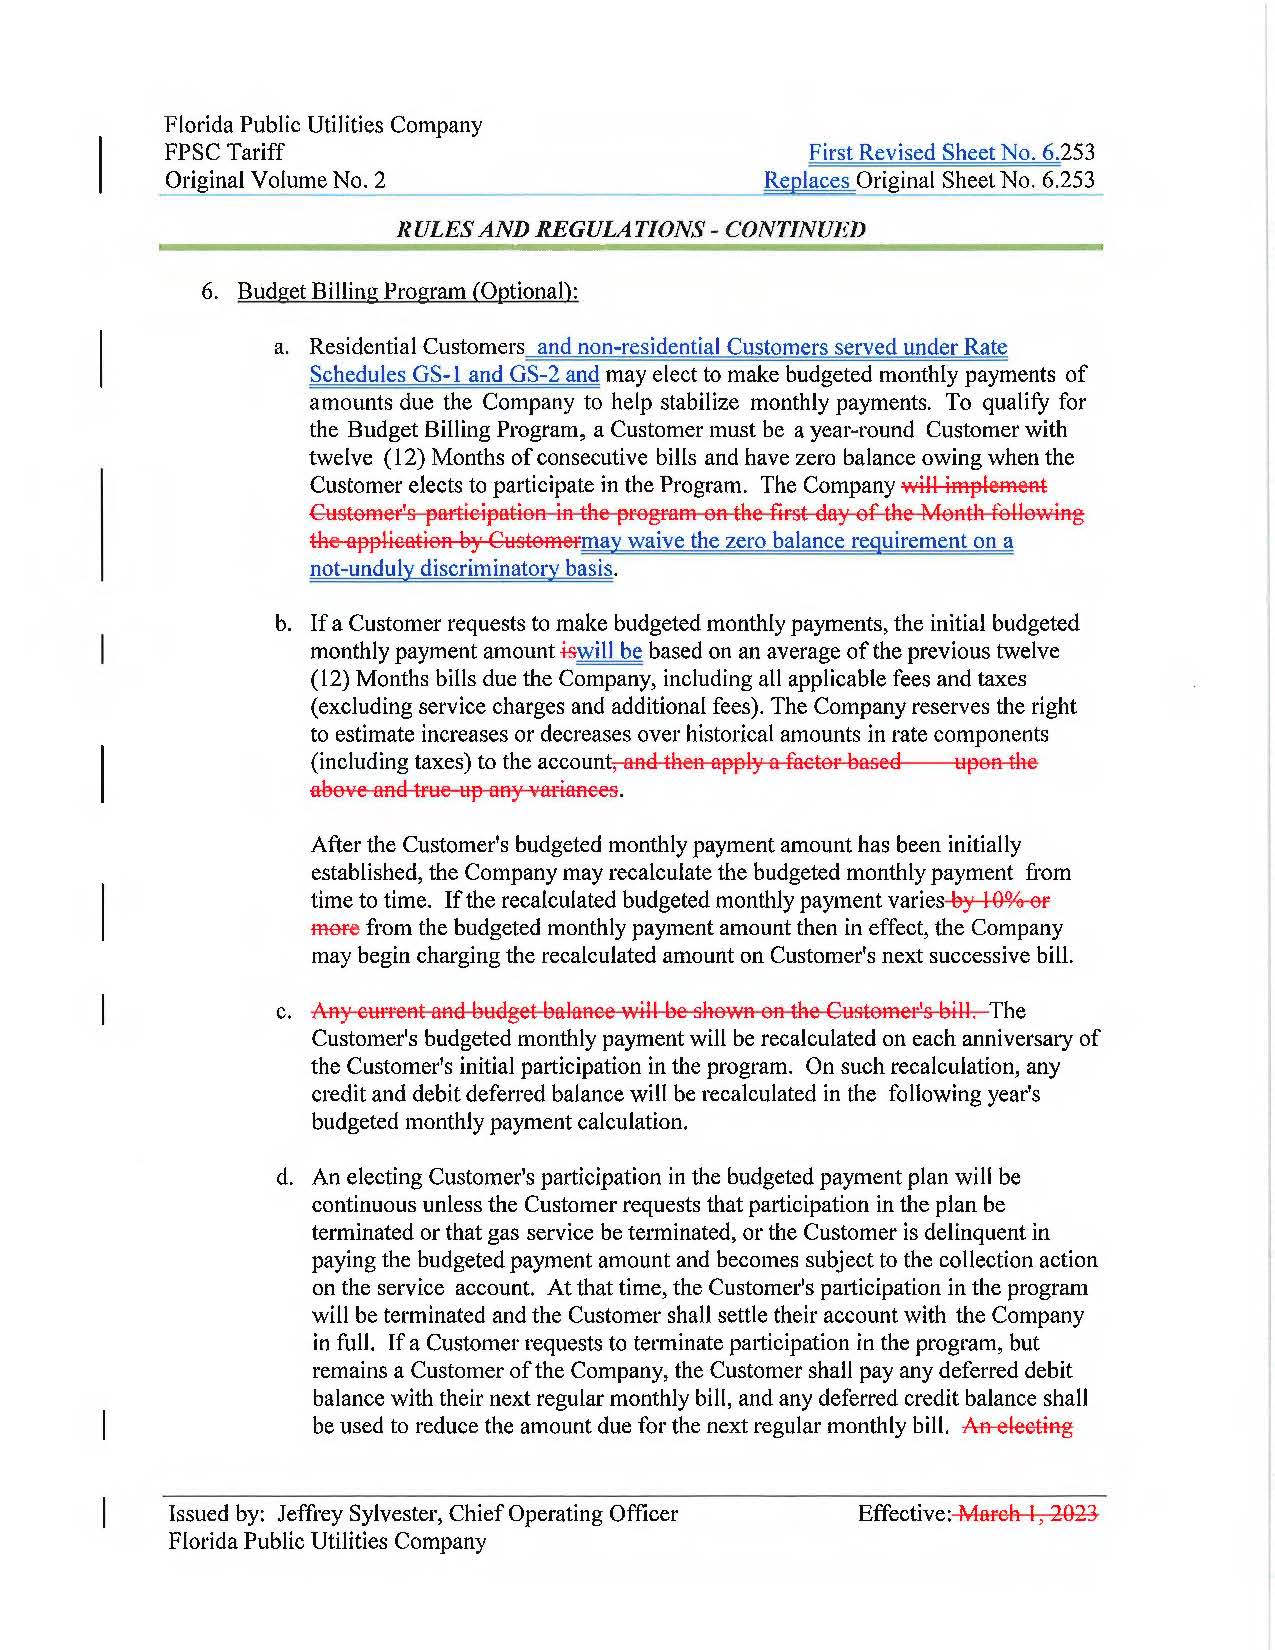 Florida Public Utilities Company
FPSC Tariff First Revised Sheet No. 6.253
Original Volume No. 2 Replaces Original Sheet No. 6.253
RULES AND REGULATIONS - CONTINUED
6. Budget Billing Program (Optional):
a. Residential Customers and non-residential Customers served under Rate
Schedules GS-1 and GS-2 and may elect to make budgeted monthly payments of
amounts due the Company to help stabilize monthly payments. To qualify for
the Budget Billing Program, a Customer must be a year-round Customer with
twelve (12) Months of consecutive bills and have zero balance owing when the
Customer elects to participate in the Program. The Company will implement
Customer's participation in the program on the first day of the Month following
the application by Customermay waive the zero balance requirement on a
not-unduly discriminatory basis.
b. If a Customer requests to make budgeted monthly payments, the initial budgeted
monthly payment amount iswill be based on an average of the previous twelve
(12) Months bills due the Company, including all applicable fees and taxes
(excluding service charges and additional fees). The Company reserves the right
to estimate increases or decreases over historical amounts in rate components
(including taxes) to the account, and then apply a factor based upon the
above and true-up any variances.
After the Customer's budgeted monthly payment amount has been initially
established, the Company may recalculate the budgeted monthly payment from
time to time. If the recalculated budgeted monthly payment varies by 10% or
more from the budgeted monthly payment amount then in effect, the Company
may begin charging the recalculated amount on Customer's next successive bill.
c. Any current and budget balance will be shown on the Customer's bill. The
Customer's budgeted monthly payment will be recalculated on each anniversary of
the Customer's initial participation in the program. On such recalculation, any
credit and debit deferred balance will be recalculated in the following year's
budgeted monthly payment calculation.
d. An electing Customer's participation in the budgeted payment plan will be
continuous unless the Customer requests that participation in the plan be
terminated or that gas service be terminated, or the Customer is delinquent in
paying the budgeted payment amount and becomes subject to the collection action
on the service account. At that time, the Customer's participation in the program
will be terminated and the Customer shall settle their account with the Company
in full. If a Customer requests to terminate participation in the program, but
remains a Customer of the Company, the Customer shall pay any deferred debit
balance with their next regular monthly bill, and any deferred credit balance shall
be used to reduce the amount due for the next regular monthly bill. An electing
Issued by: Jeffrey Sylvester, Chief Operating Officer Effective: March 1, 2023
Florida Public Utilities Company